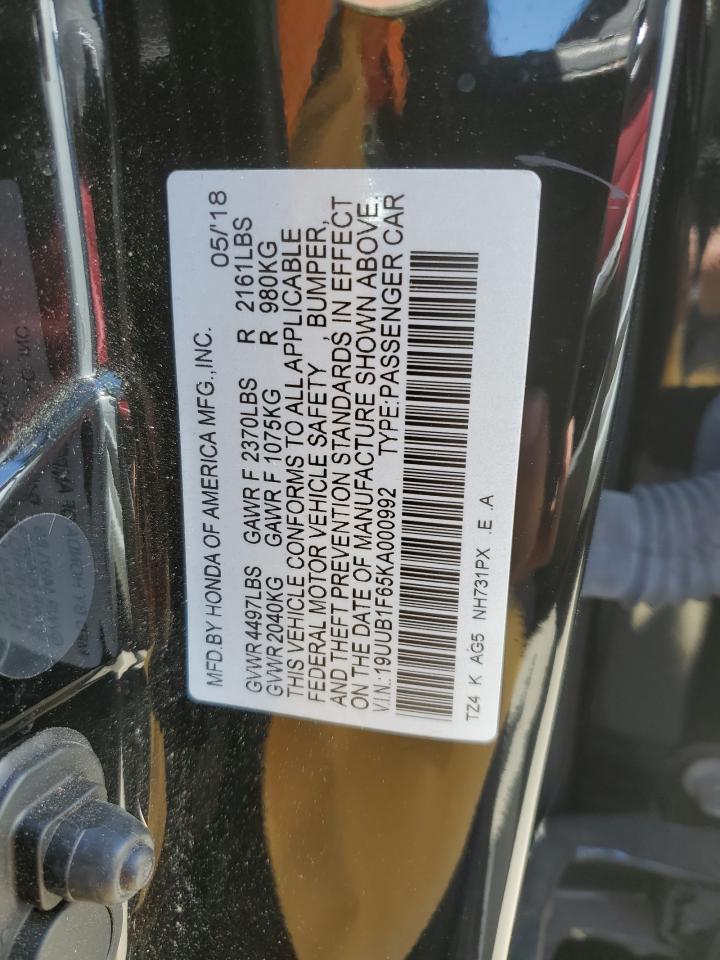 MFD.BY HONDA OF AMERICA MFG.,INC. 05/'18
GVWR 4497LBS GAWR F 2370LBS R 2161LBS
GVWR 2040KG GAWR F 1075KG R 980KG
THIS VEHICLE CONFORMS TO ALL APPLICABLE
FEDERAL MOTOR VEHICLE SAFETY , BUMPER,
AND THEFT PREVENTION STANDARDS IN EFFECT
ON THE DATE OF MANUFACTURE SHOWN ABOVE.
V.I.N.:19UUB1F65KA000992 TYPE:PASSENGER CAR
TZ4 K AG5 NH731PX .E .A